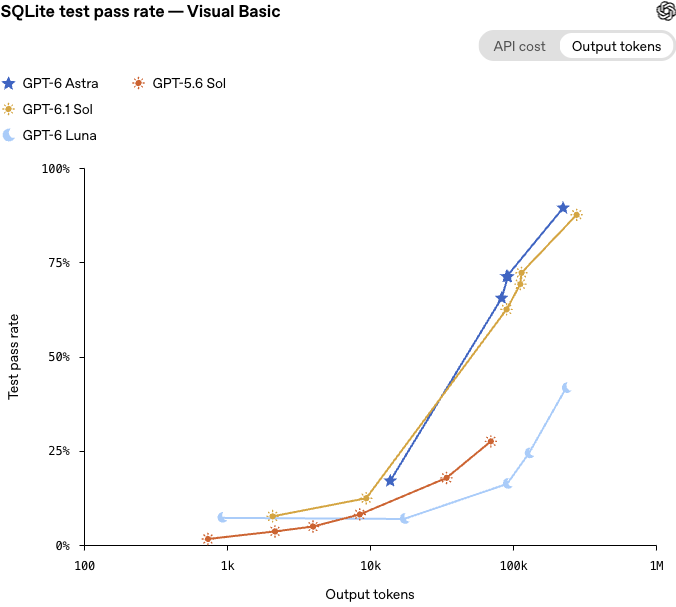 SQLite test pass rate — Visual Basic
API cost Output tokens
GPT-6 Astra GPT-5.6 Sol
GPT-6.1 Sol
GPT-6 Luna
100%
75%
50%
25%
0%
Test pass rate
100 1k 10k 100k 1M
Output tokens